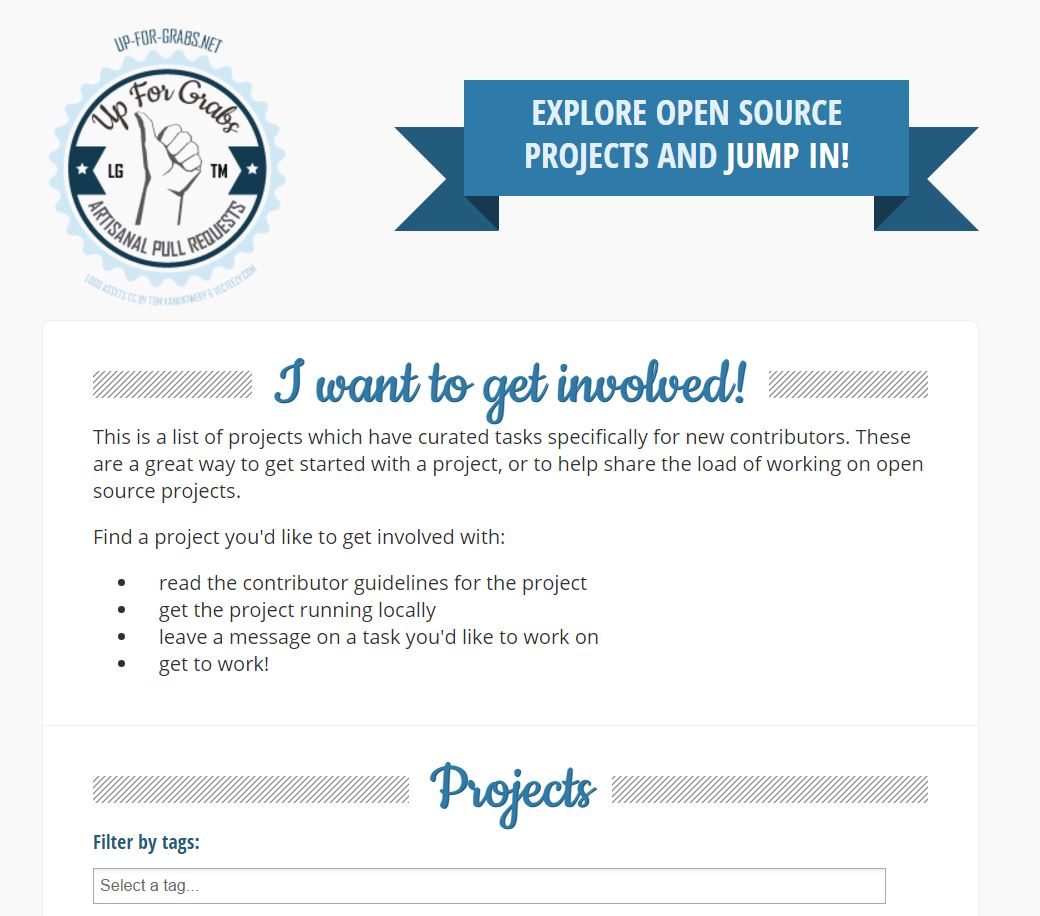 UP-FOR-GRABS.NET
Up For Grabs
LG
TM
ARTISANAL PULL REQUESTS
LOGO ASSETS CC BY TOM VANANTWERP & VECTEEZY.COM
EXPLORE OPEN SOURCE
PROJECTS AND JUMP IN!
I want to get involved!
This is a list of projects which have curated tasks specifically for new contributors. These
are a great way to get started with a project, or to help share the load of working on open
source projects.
Find a project you'd like to get involved with:
• read the contributor guidelines for the project
• get the project running locally
• leave a message on a task you'd like to work on
• get to work!
Projects
Filter by tags:
Select a tag...